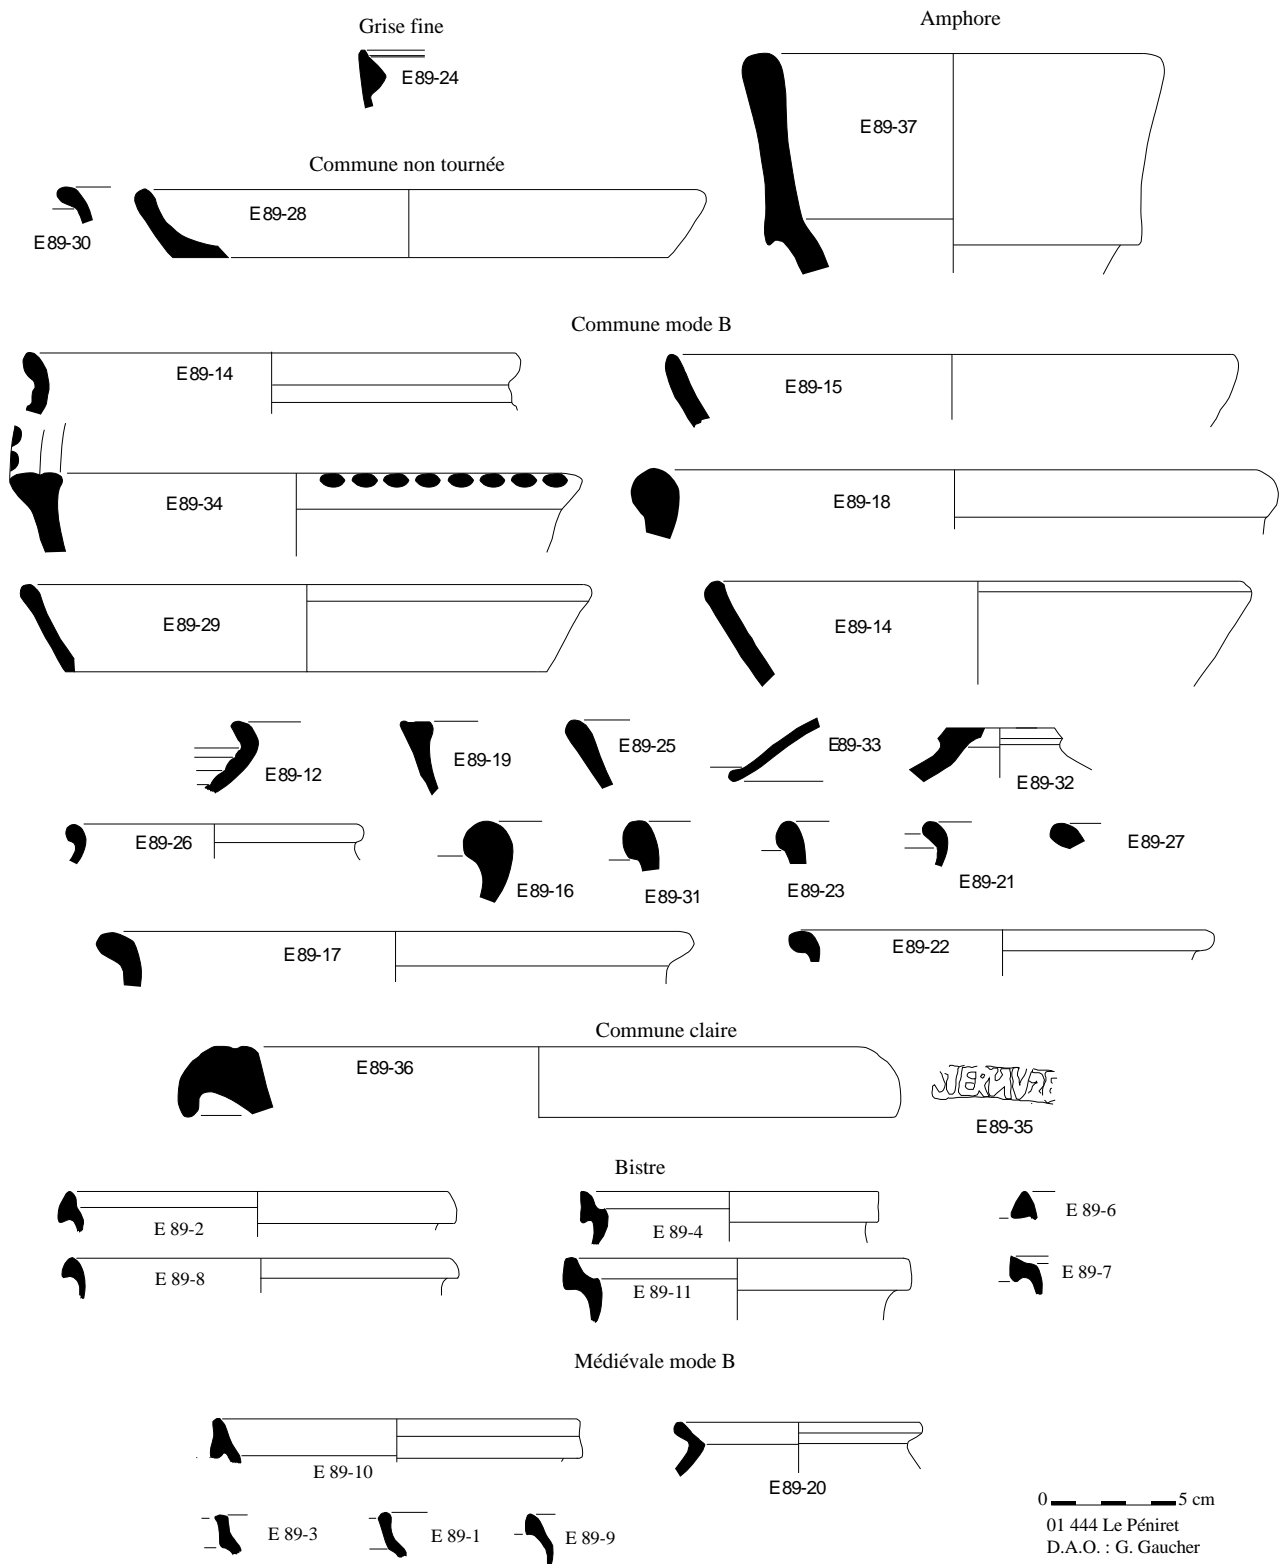 Grise fine
Amphore
E89-24
E89-37
Commune non tournée
E89-30
E89-28
Commune mode B
E89-14
E89-15
E89-34
E89-18
E89-29
E89-14
E89-12
E89-19
E89-25
E89-33
E89-32
E89-26
E89-16
E89-31
E89-23
E89-21
E89-27
E89-17
E89-22
Commune claire
E89-36
E89-35
Bistre
E 89-2
E 89-4
E 89-6
E 89-8
E 89-11
E 89-7
Médiévale mode B
E 89-10
E89-20
E 89-3
E 89-1
E 89-9
0 5 cm
01 444 Le Péniret
D.A.O. : G. Gaucher